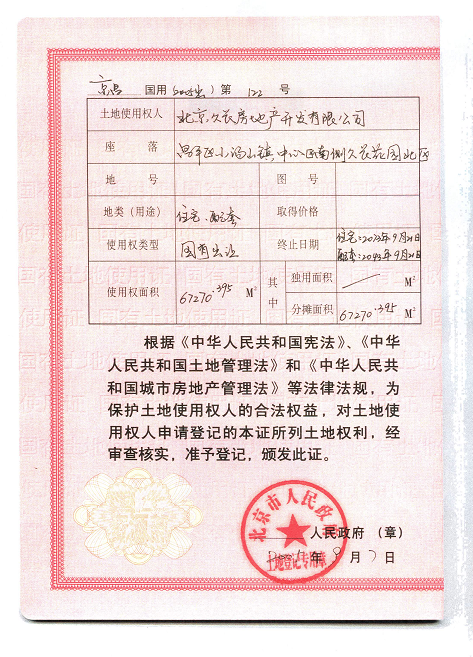 京昌 国用 ）第 122 号
土地使用权人 北京久农房地产开发有限公司
座 落 昌平区小汤山镇中心区南侧久农花园北区
地 号 图 号
地类（用途） 住宅、配套 取得价格
使用权类型 国有出让 终止日期 住宅:2073年9月21日
配套:2043年9月21日
使用权面积 67270.395 M² 其中 独用面积 M²
分摊面积 67270.395 M²
根据《中华人民共和国宪法》、《中华
人民共和国土地管理法》和《中华人民共
和国城市房地产管理法》等法律法规，为
保护土地使用权人的合法权益，对土地使
用权人申请登记的本证所列土地权利，经
审查核实，准予登记，颁发此证。
北京市人民政府
土地登记专用章
人民政府（章）
年 9 月 7 日